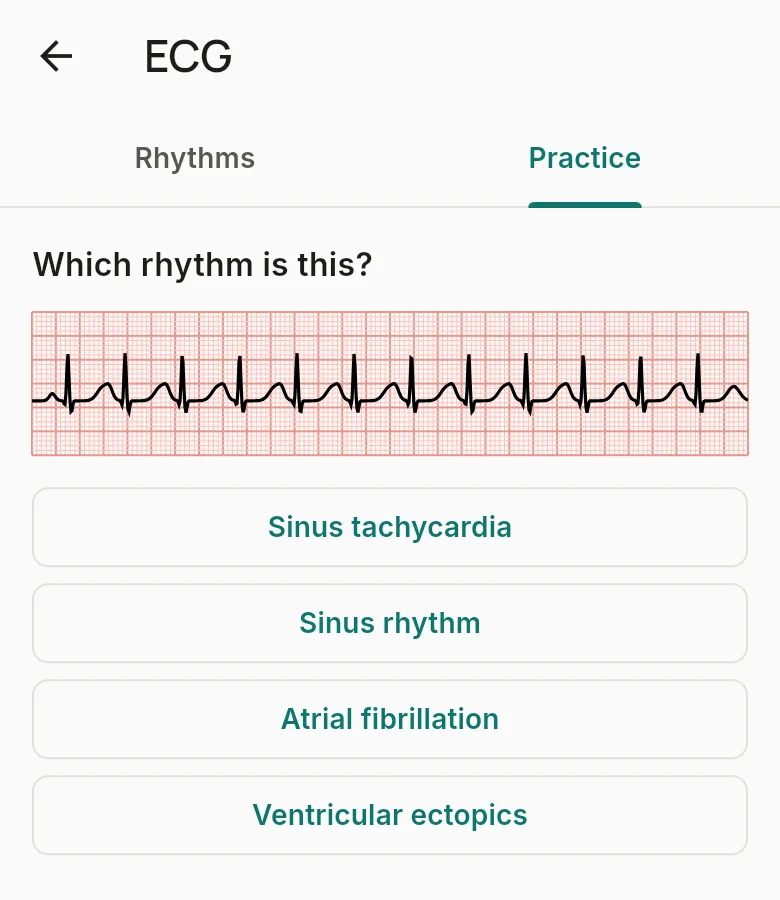 ECG
Rhythms
Practice
Which rhythm is this?
Sinus tachycardia
Sinus rhythm
Atrial fibrillation
Ventricular ectopics